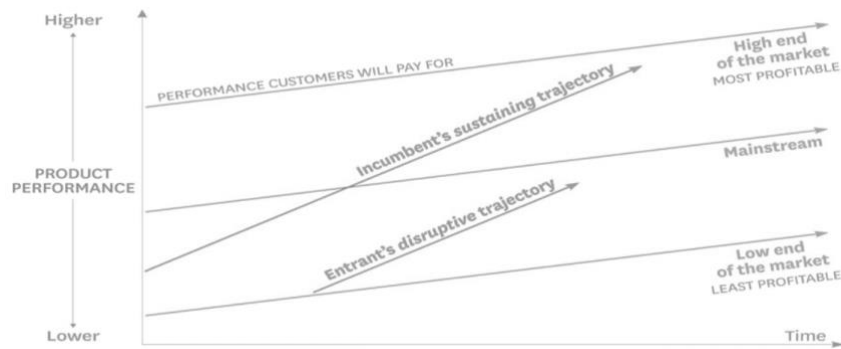 Higher
PERFORMANCE CUSTOMERS WILL PAY FOR
High end
of the market
MOST PROFITABLE
Incumbent's sustaining trajectory
Mainstream
PRODUCT
PERFORMANCE
Entrant's disruptive trajectory
Low end
of the market
LEAST PROFITABLE
Lower
Time